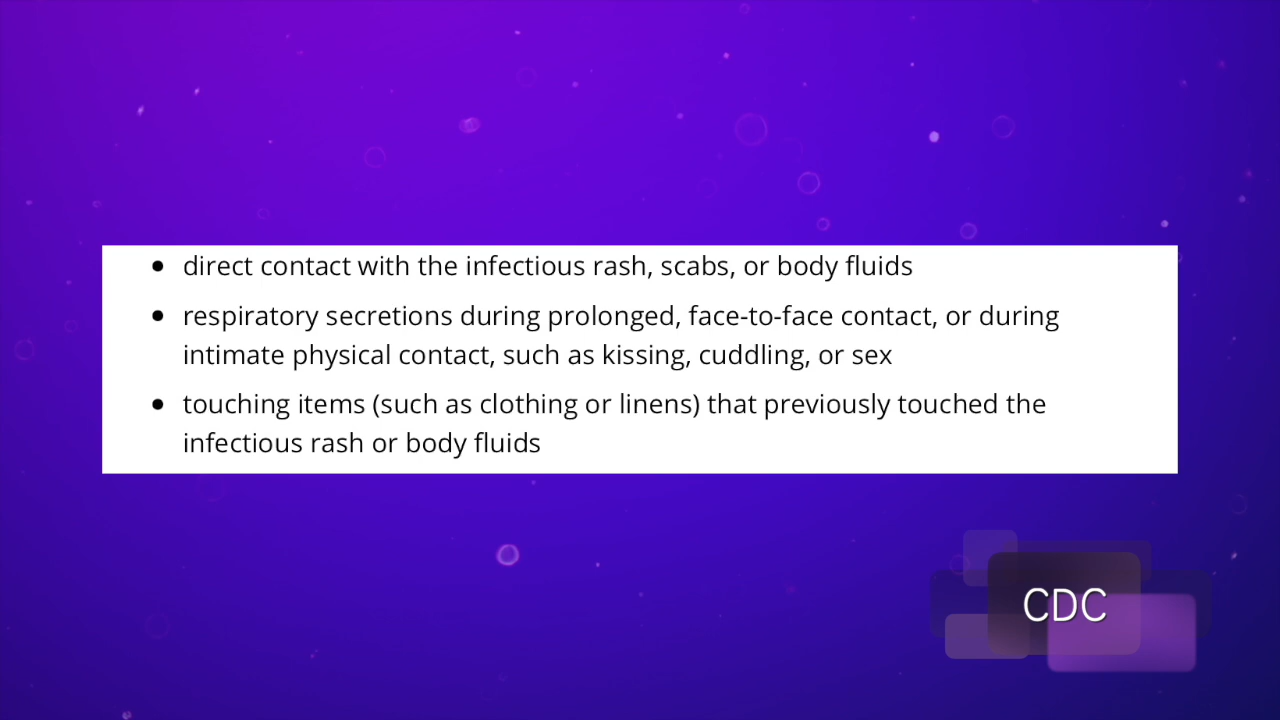 • direct contact with the infectious rash, scabs, or body fluids
• respiratory secretions during prolonged, face-to-face contact, or during
intimate physical contact, such as kissing, cuddling, or sex
• touching items (such as clothing or linens) that previously touched the
infectious rash or body fluids
CDC